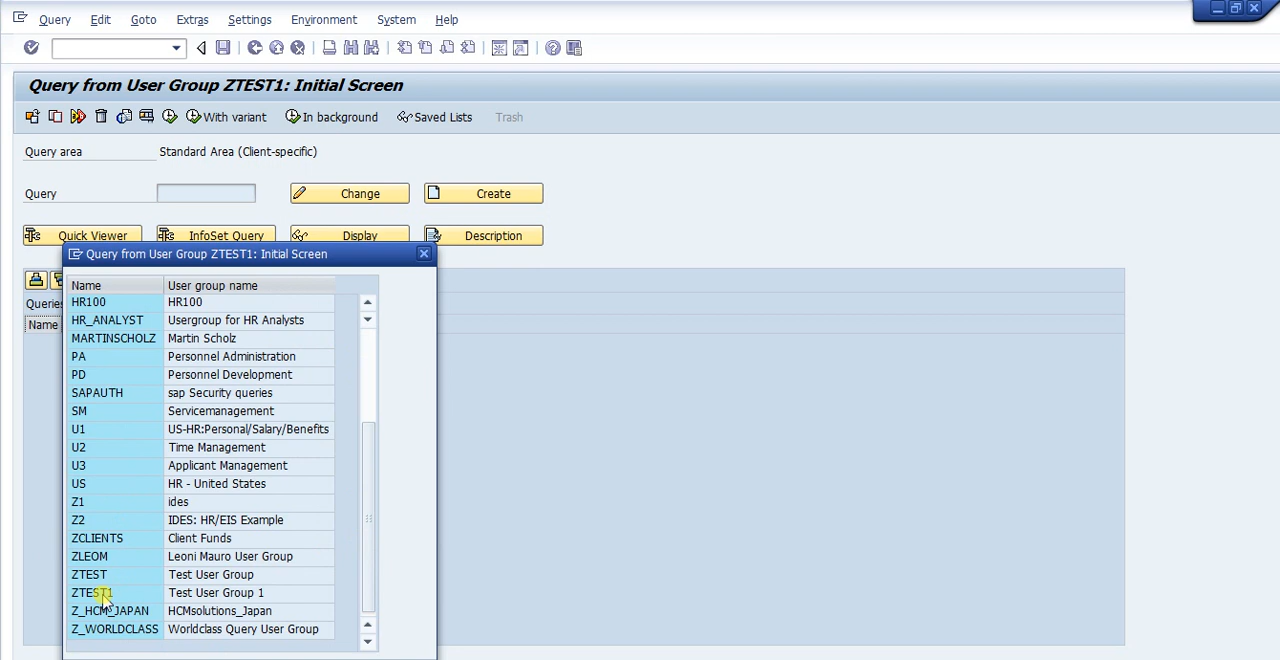 Query Edit Goto Extras Settings Environment System Help
Query from User Group ZTEST1: Initial Screen
With variant In background Saved Lists Trash
Query area Standard Area (Client-specific)
Query Change Create
Quick Viewer InfoSet Query Display Description
Query from User Group ZTEST1: Initial Screen
Name User group name
Queries
Name
HR100 HR100
HR_ANALYST Usergroup for HR Analysts
MARTINSCHOLZ Martin Scholz
PA Personnel Administration
PD Personnel Development
SAPAUTH sap Security queries
SM Servicemanagement
U1 US-HR:Personal/Salary/Benefits
U2 Time Management
U3 Applicant Management
US HR - United States
Z1 ides
Z2 IDES: HR/EIS Example
ZCLIENTS Client Funds
ZLEOM Leoni Mauro User Group
ZTEST Test User Group
ZTEST1 Test User Group 1
Z_HCM_JAPAN HCMsolutions_Japan
Z_WORLDCLASS Worldclass Query User Group